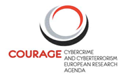 COURAGE CYBERCRIME
AND CYBERTERRORISM
EUROPEAN RESEARCH
AGENDA